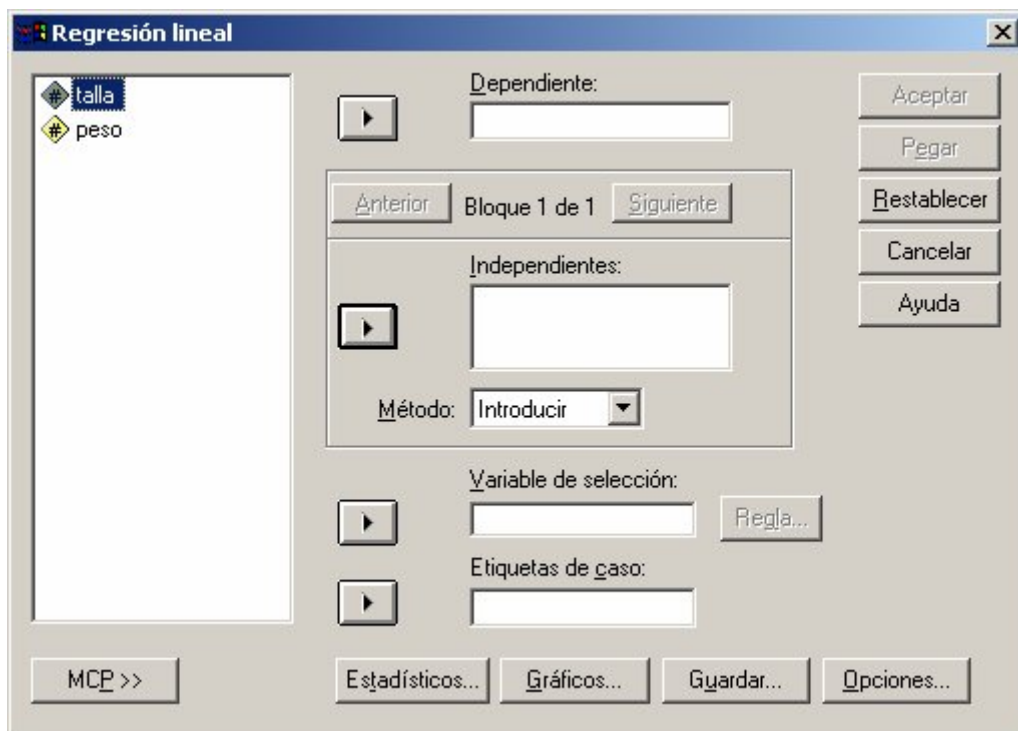 Regresión lineal
# talla
# peso
Dependiente:
Anterior
Bloque 1 de 1
Siguiente
Independientes:
Método:
Introducir
Variable de selección:
Regla...
Etiquetas de caso:
Aceptar
Pegar
Restablecer
Cancelar
Ayuda
MCP >>
Estadísticos...
Gráficos...
Guardar...
Opciones...